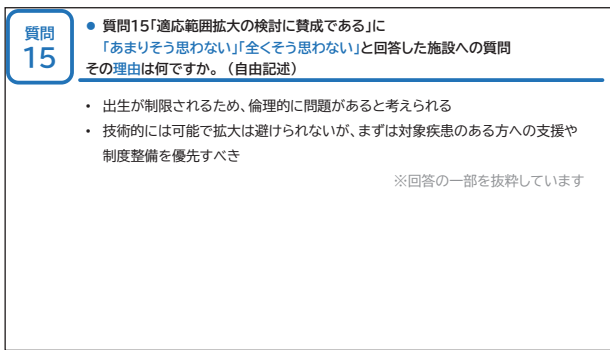 質問
15
● 質問15「適応範囲拡大の検討に賛成である」に
「あまりそう思わない」「全くそう思わない」と回答した施設への質問
その理由は何ですか。（自由記述）
• 出生が制限されるため、倫理的に問題があると考えられる
• 技術的には可能で拡大は避けられないが、まずは対象疾患のある方への支援や
制度整備を優先すべき
※回答の一部を抜粋しています